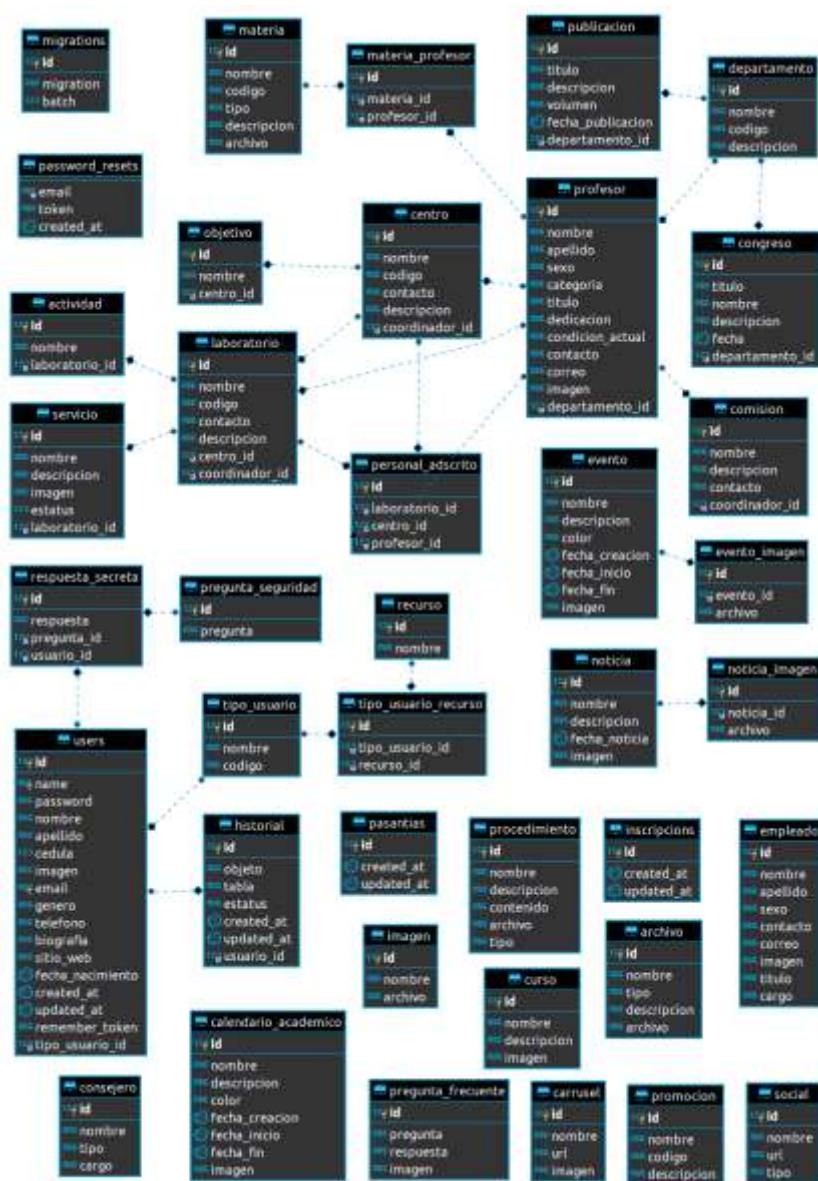 migrations
id
migration
batch
materia
id
nombre
codigo
tipo
descripcion
archivo
materia_profesor
id
materia_id
profesor_id
publicacion
id
titulo
descripcion
volumen
fecha_publicacion
departamento_id
departamento
id
nombre
codigo
descripcion
password_resets
email
token
created_at
objetivo
id
nombre
centro_id
centro
id
nombre
codigo
contacto
descripcion
coordinador_id
profesor
id
nombre
apellido
sexo
categoria
titulo
dedicacion
condicion_actual
contacto
correo
imagen
departamento_id
congreso
id
titulo
nombre
descripcion
fecha
departamento_id
actividad
id
nombre
laboratorio_id
laboratorio
id
nombre
codigo
contacto
descripcion
centro_id
coordinador_id
servicio
id
nombre
descripcion
imagen
estatus
laboratorio_id
personal_adscrito
id
laboratorio_id
centro_id
profesor_id
comision
id
nombre
descripcion
contacto
coordinador_id
evento
id
nombre
descripcion
color
fecha_creacion
fecha_inicio
fecha_fin
imagen
evento_imagen
id
evento_id
archivo
respuesta_secreta
id
respuesta
pregunta_id
usuario_id
pregunta_seguridad
id
pregunta
recurso
id
nombre
noticia
id
nombre
descripcion
fecha_noticia
imagen
noticia_imagen
id
noticia_id
archivo
tipo_usuario
id
nombre
codigo
tipo_usuario_recurso
id
tipo_usuario_id
recurso_id
users
id
name
password
nombre
apellido
cedula
imagen
email
genero
telefono
biografia
sitio_web
fecha_nacimiento
created_at
updated_at
remember_token
tipo_usuario_id
historial
id
objeto
tabla
estatus
created_at
updated_at
usuario_id
pasantias
id
created_at
updated_at
procedimiento
id
nombre
descripcion
contenido
archivo
tipo
inscripcions
id
created_at
updated_at
empleado
id
nombre
apellido
sexo
contacto
correo
imagen
titulo
cargo
imagen
id
nombre
archivo
archivo
id
nombre
tipo
descripcion
archivo
curso
id
nombre
descripcion
imagen
calendario_academico
id
nombre
descripcion
color
fecha_creacion
fecha_inicio
fecha_fin
imagen
consejero
id
nombre
tipo
cargo
pregunta_frecuente
id
pregunta
respuesta
imagen
carrusel
id
nombre
url
imagen
promocion
id
nombre
codigo
descripcion
social
id
nombre
url
tipo